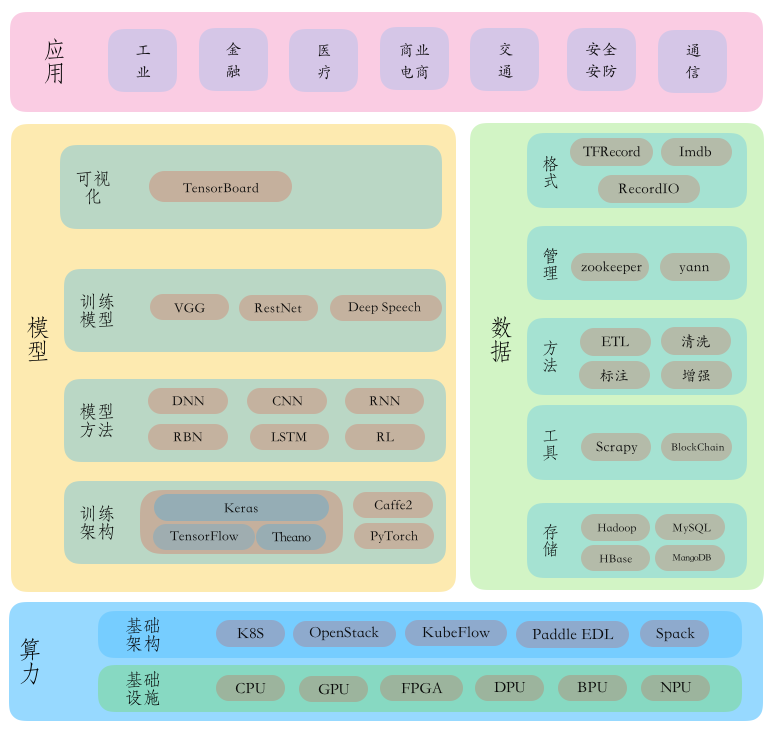 应用
工业
金融
医疗
商业电商
交通
安全安防
通信
模型
可视化
TensorBoard
训练模型
VGG
RestNet
Deep Speech
模型方法
DNN
CNN
RNN
RBN
LSTM
RL
训练架构
Keras
TensorFlow
Theano
Caffe2
PyTorch
数据
格式
TFRecord
Imdb
RecordIO
管理
zookeeper
yann
方法
ETL
清洗
标注
增强
工具
Scrapy
BlockChain
存储
Hadoop
MySQL
HBase
MangoDB
算力
基础架构
K8S
OpenStack
KubeFlow
Paddle EDL
Spack
基础设施
CPU
GPU
FPGA
DPU
BPU
NPU